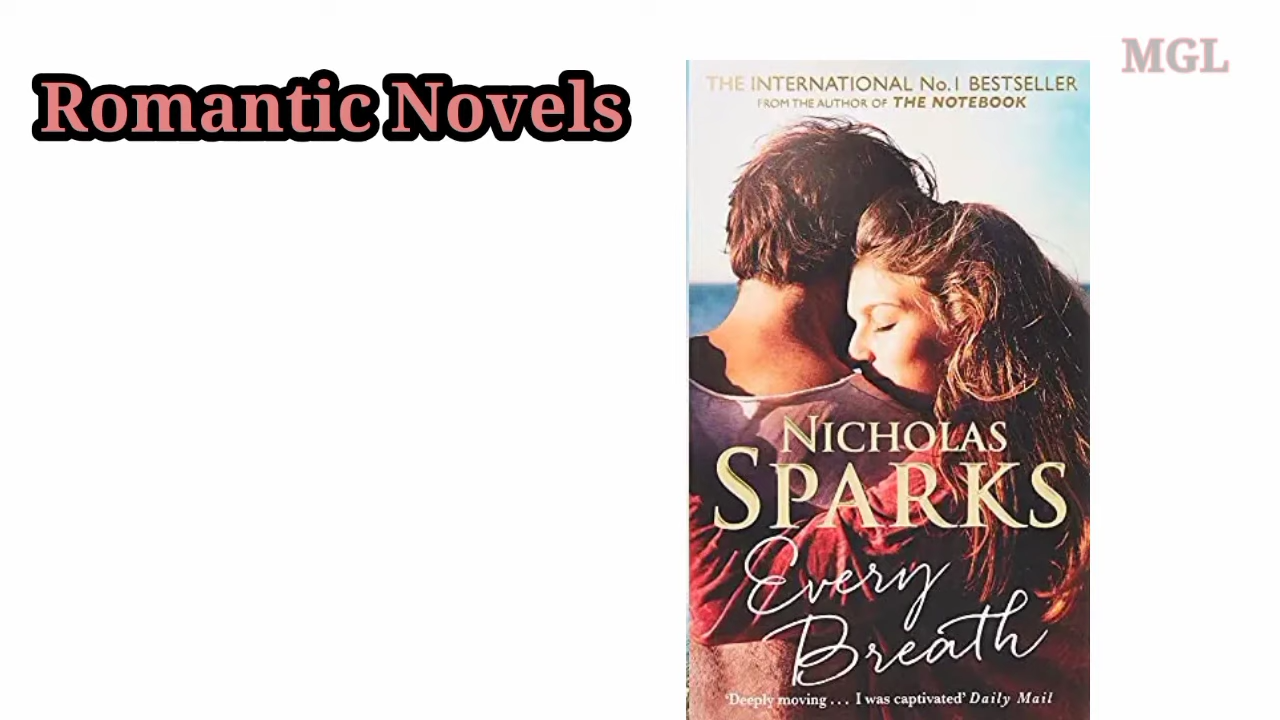 Romantic Novels
MGL
THE INTERNATIONAL No.1 BESTSELLER
FROM THE AUTHOR OF THE NOTEBOOK
NICHOLAS
SPARKS
Every
Breath
'Deeply moving . . . I was captivated' Daily Mail